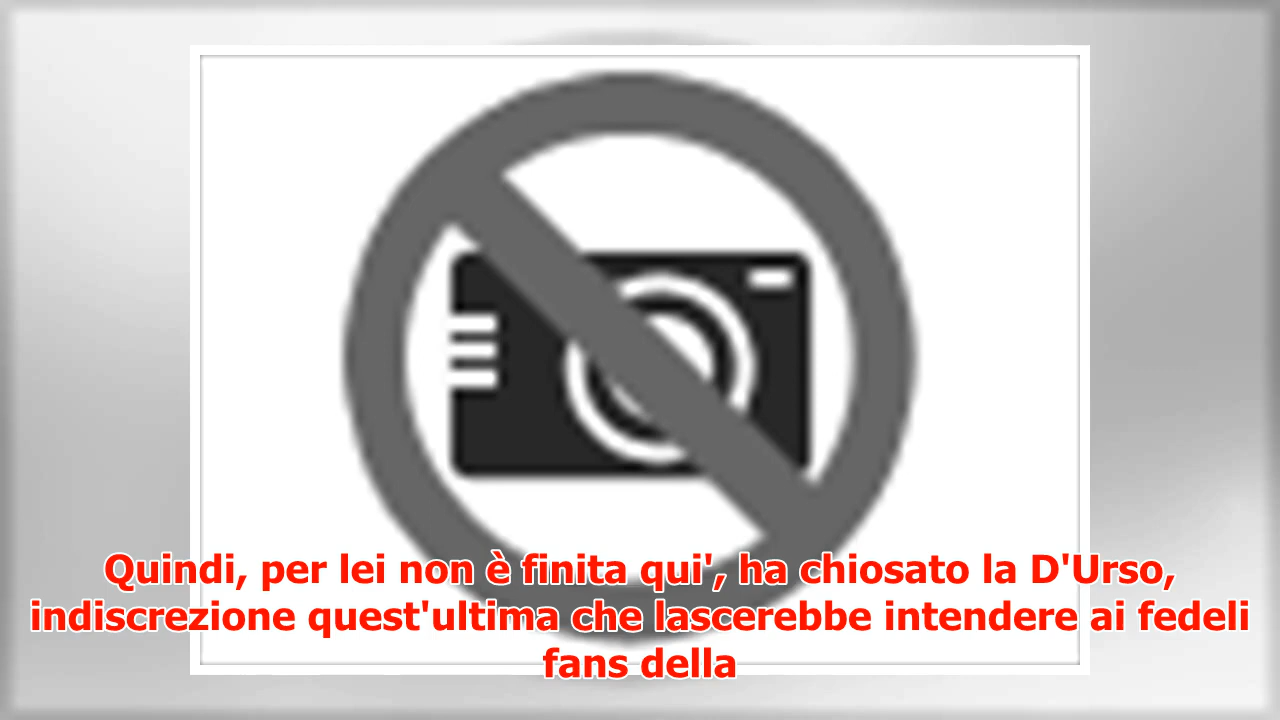 Quindi, per lei non è finita qui', ha chiosato la D'Urso,
indiscrezione quest'ultima che lascerebbe intendere ai fedeli
fans della